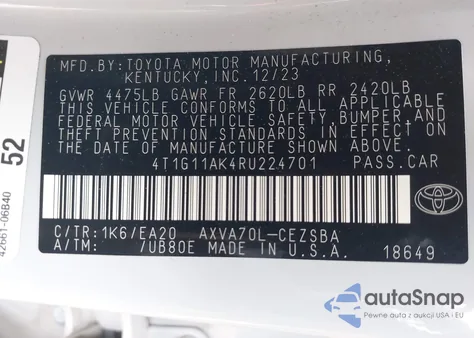 MFD.BY: TOYOTA MOTOR MANUFACTURING,
KENTUCKY, INC. 12/23
GVWR 4475LB GAWR FR 2620LB RR 2420LB
THIS VEHICLE CONFORMS TO ALL APPLICABLE
FEDERAL MOTOR VEHICLE SAFETY, BUMPER, AND
THEFT PREVENTION STANDARDS IN EFFECT ON
THE DATE OF MANUFACTURE SHOWN ABOVE.
4T1G11AK4RU224701 PASS.CAR
C/TR: 1K6/EA20 AXVA70L-CEZSBA
A/TM: /UB80E MADE IN U.S.A. 18649
TOYOTA
52
42661-06B40
autoSnap
Pewne auta z aukcji USA i EU